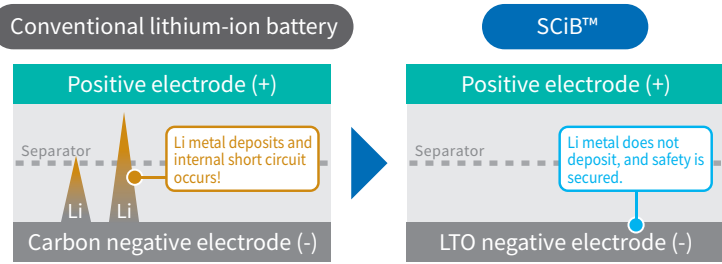 Conventional lithium-ion battery
Positive electrode (+)
Separator
Li metal deposits and
internal short circuit
occurs!
Li
Li
Carbon negative electrode (-)
SCiB™
Positive electrode (+)
Separator
Li metal does not
deposit, and safety is
secured.
LTO negative electrode (-)